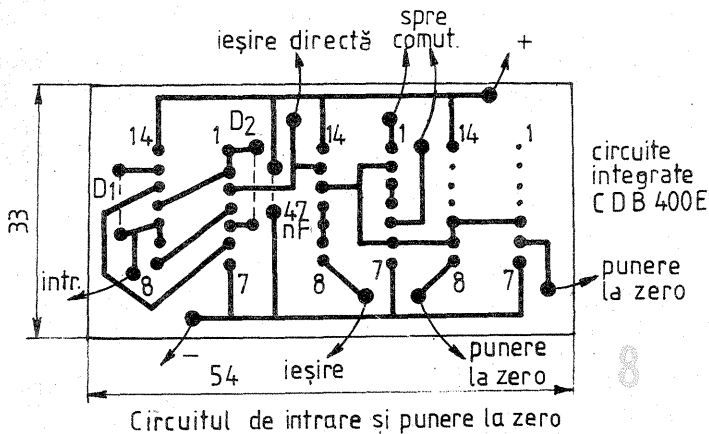 spre
ieşire directă comut. +
14 1 D2 14 1 14 1
D1
circuite
integrate
CDB 400E
33
47
nF
intr. 8 7 8 7 8 7
punere
la zero
−
54 ieşire punere
la zero
8
Circuitul de intrare şi punere la zero